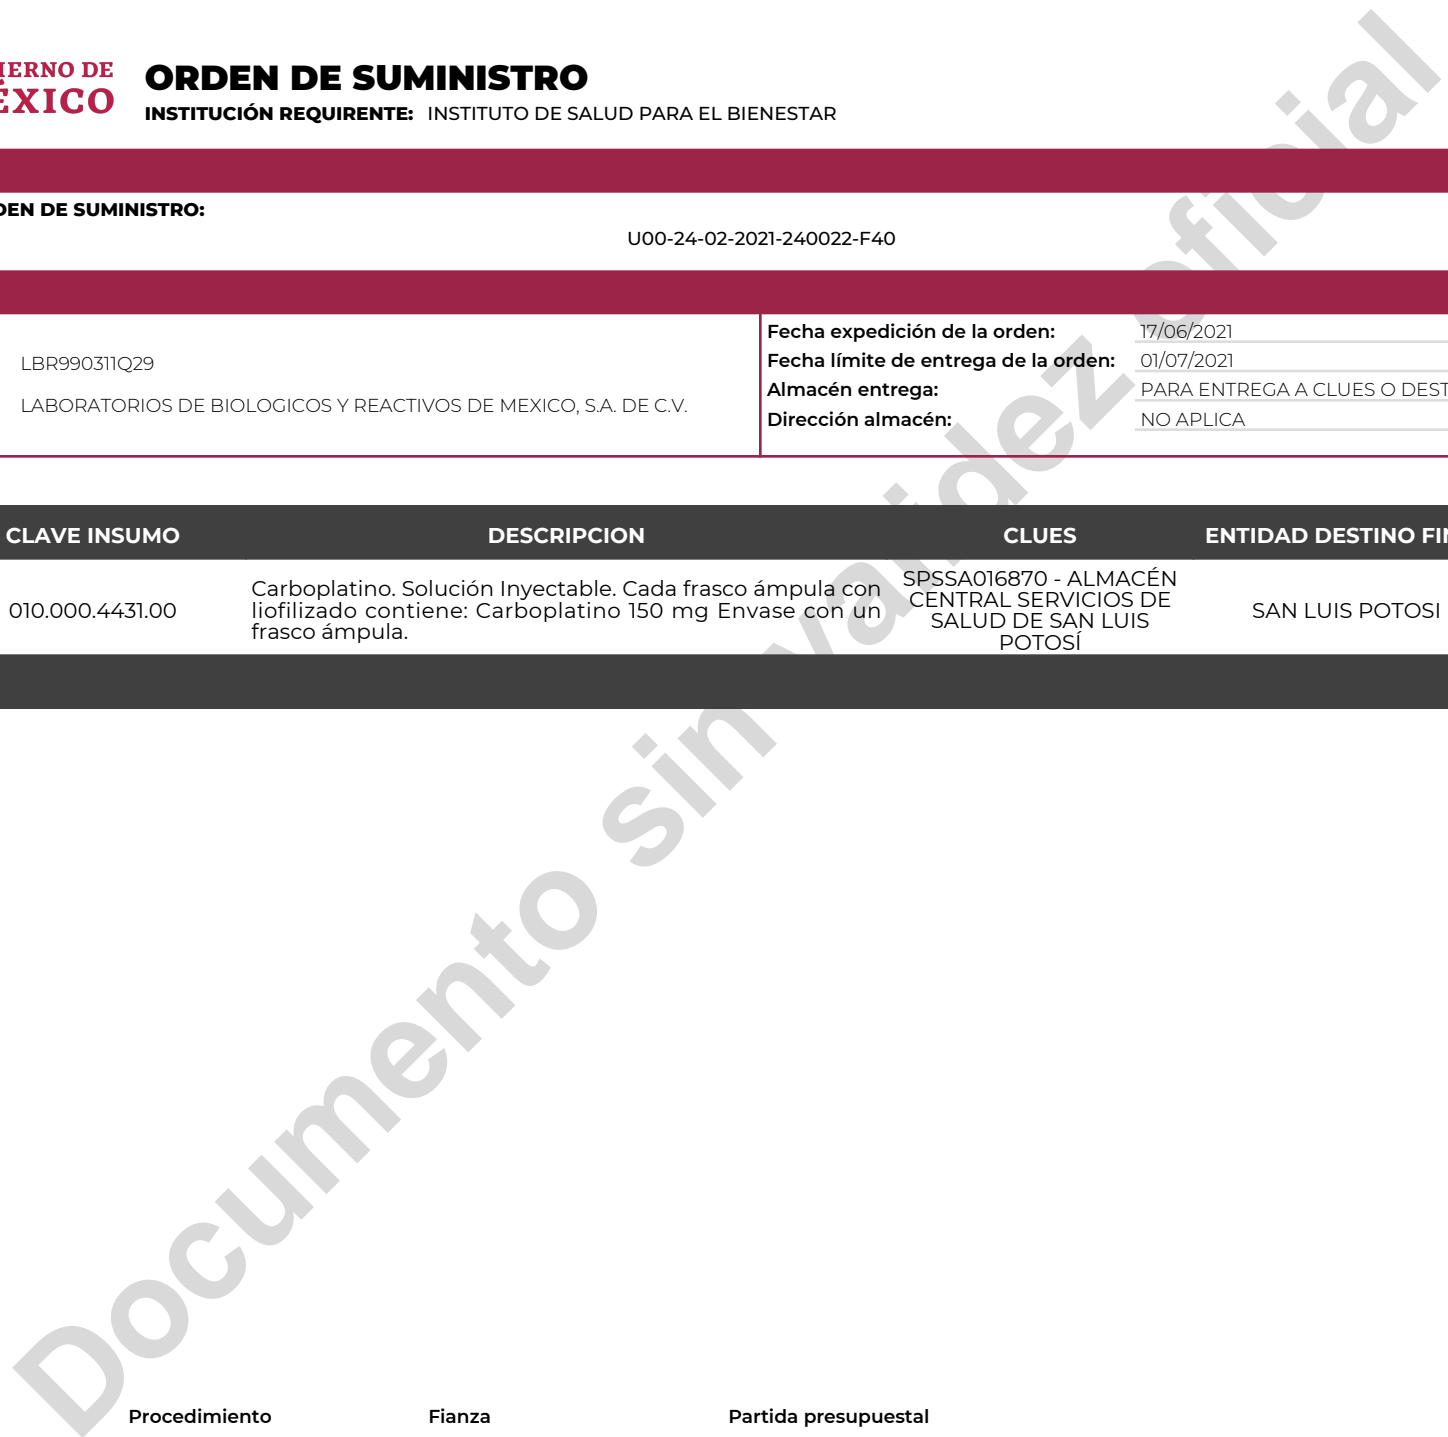 IERNO DE
ÉXICO
ORDEN DE SUMINISTRO
INSTITUCIÓN REQUIRENTE: INSTITUTO DE SALUD PARA EL BIENESTAR
DEN DE SUMINISTRO:
U00-24-02-2021-240022-F40
LBR990311Q29
LABORATORIOS DE BIOLOGICOS Y REACTIVOS DE MEXICO, S.A. DE C.V.
Fecha expedición de la orden: 17/06/2021
Fecha límite de entrega de la orden: 01/07/2021
Almacén entrega: PARA ENTREGA A CLUES O DEST
Dirección almacén: NO APLICA
CLAVE INSUMO DESCRIPCION CLUES ENTIDAD DESTINO FIN
010.000.4431.00
Carboplatino. Solución Inyectable. Cada frasco ámpula con
liofilizado contiene: Carboplatino 150 mg Envase con un
frasco ámpula.
SPSSA016870 - ALMACÉN
CENTRAL SERVICIOS DE
SALUD DE SAN LUIS
POTOSÍ
SAN LUIS POTOSI
Documento sin validez oficial
Procedimiento Fianza Partida presupuestal